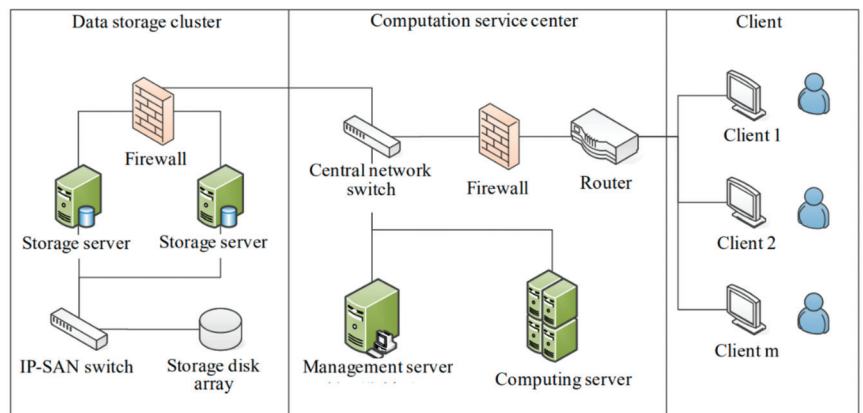 Data storage cluster
Computation service center
Client
Firewall
Storage server
Storage server
IP-SAN switch
Storage disk
array
Central network
switch
Firewall
Router
Management server
Computing server
Client 1
Client 2
Client m